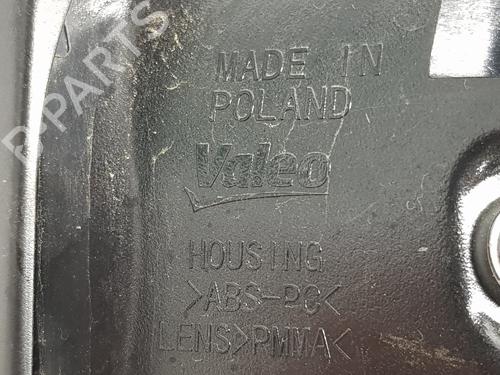 B-PARTS
MADE IN
POLAND
Valeo
HOUSING
>ABS-PC<
LENS>PMMA<